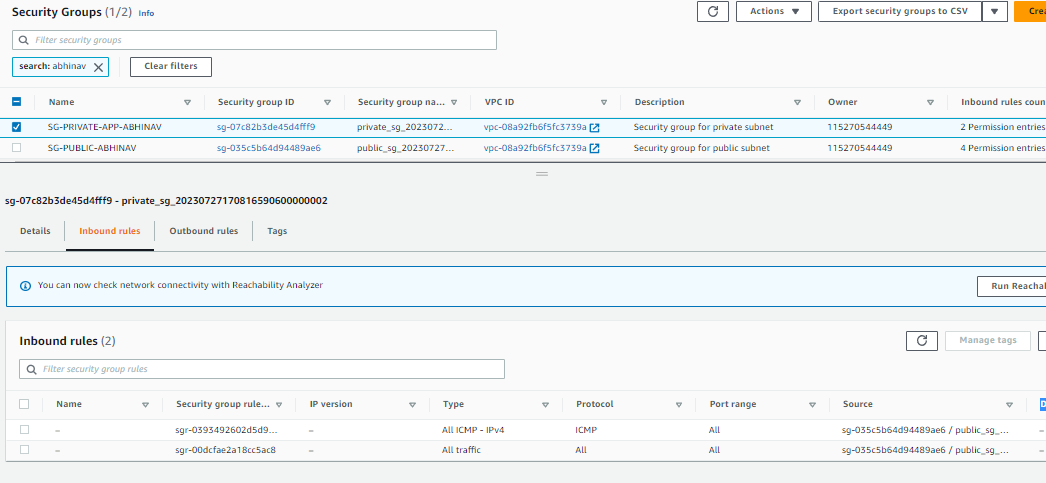 Security Groups (1/2) Info
Actions
Export security groups to CSV
Filter security groups
search: abhinav
Clear filters
Name Security group ID Security group na... VPC ID Description Owner Inbound rules coun
SG-PRIVATE-APP-ABHINAV sg-07c82b3de45d4fff9 private_sg_2023072... vpc-08a92fb6f5fc3739a Security group for private subnet 115270544449 2 Permission entries
SG-PUBLIC-ABHINAV sg-035c5b64d94489ae6 public_sg_20230727... vpc-08a92fb6f5fc3739a Security group for public subnet 115270544449 4 Permission entries
sg-07c82b3de45d4fff9 - private_sg_20230727170816590600000002
Details Inbound rules Outbound rules Tags
You can now check network connectivity with Reachability Analyzer
Run Reachal
Inbound rules (2)
Manage tags
Filter security group rules
Name Security group rule... IP version Type Protocol Port range Source
– sgr-0393492602d5d9... – All ICMP - IPv4 ICMP All sg-035c5b64d94489ae6 / public_sg_... –
– sgr-00dcfae2a18cc5ac8 – All traffic All All sg-035c5b64d94489ae6 / public_sg_... –